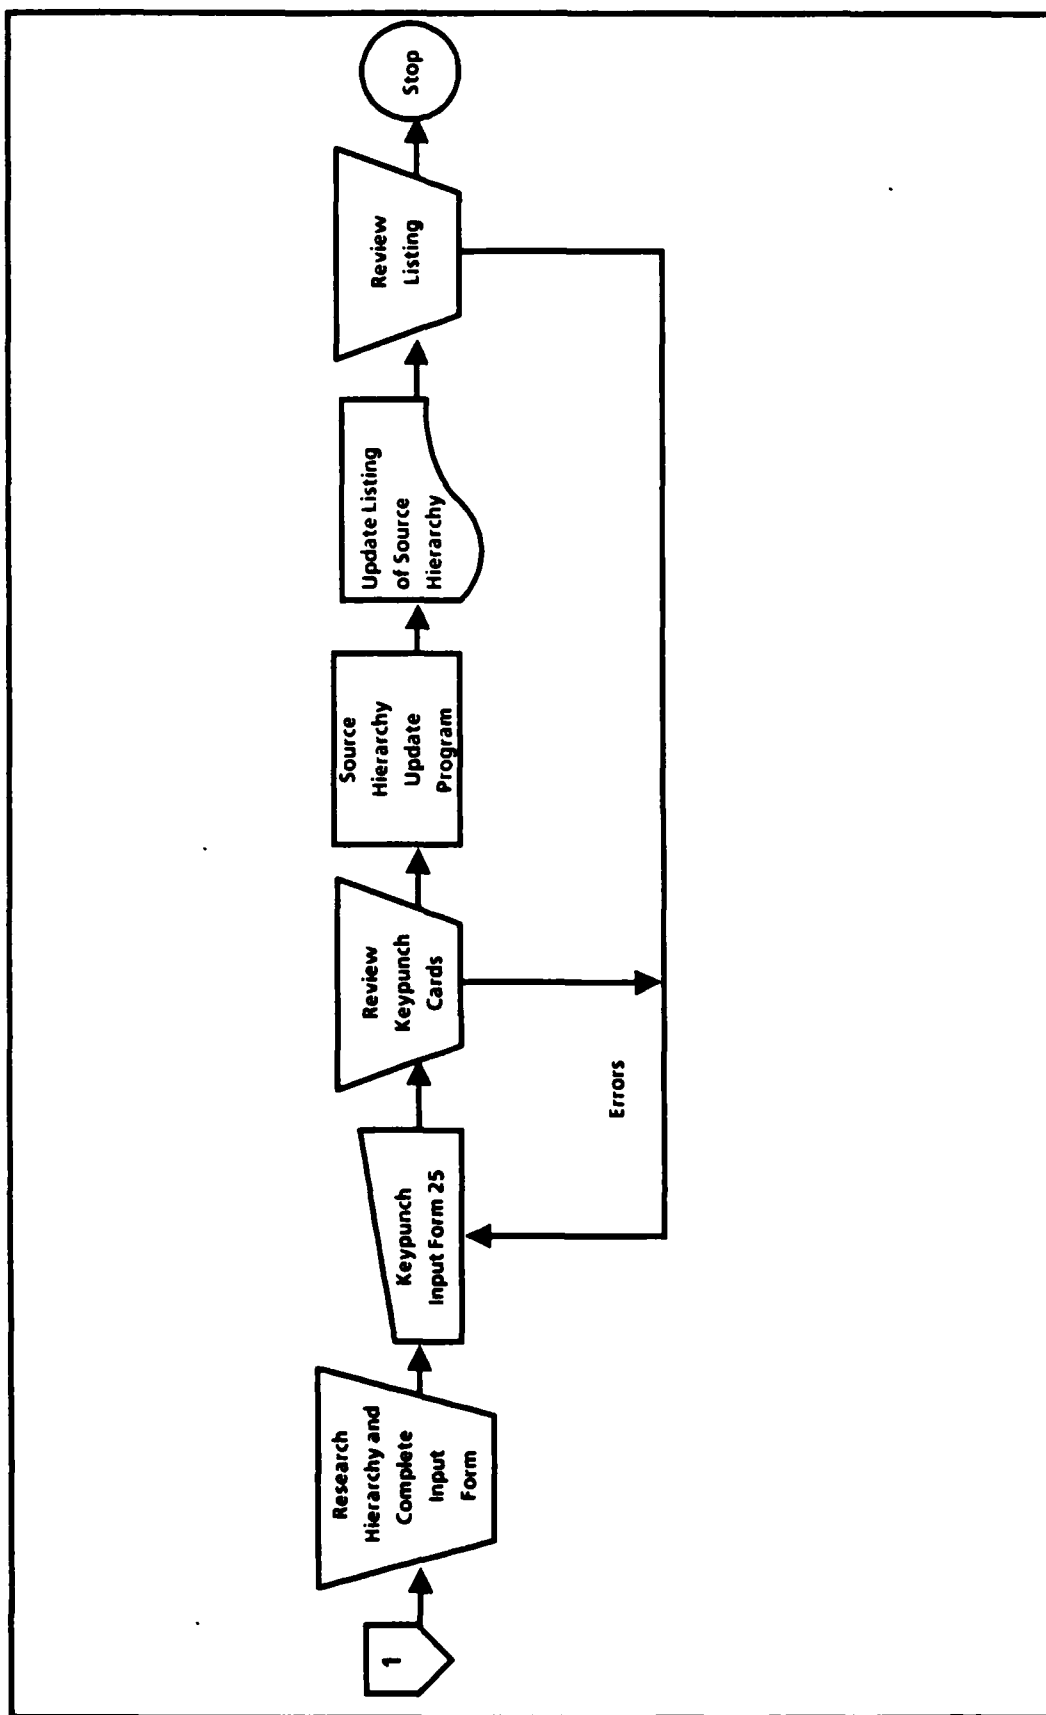 1
Research
Hierarchy and
Complete
Input
Form
Keypunch
Input Form 25
Review
Keypunch
Cards
Source
Hierarchy
Update
Program
Update Listing
of Source
Hierarchy
Review
Listing
Stop
Errors